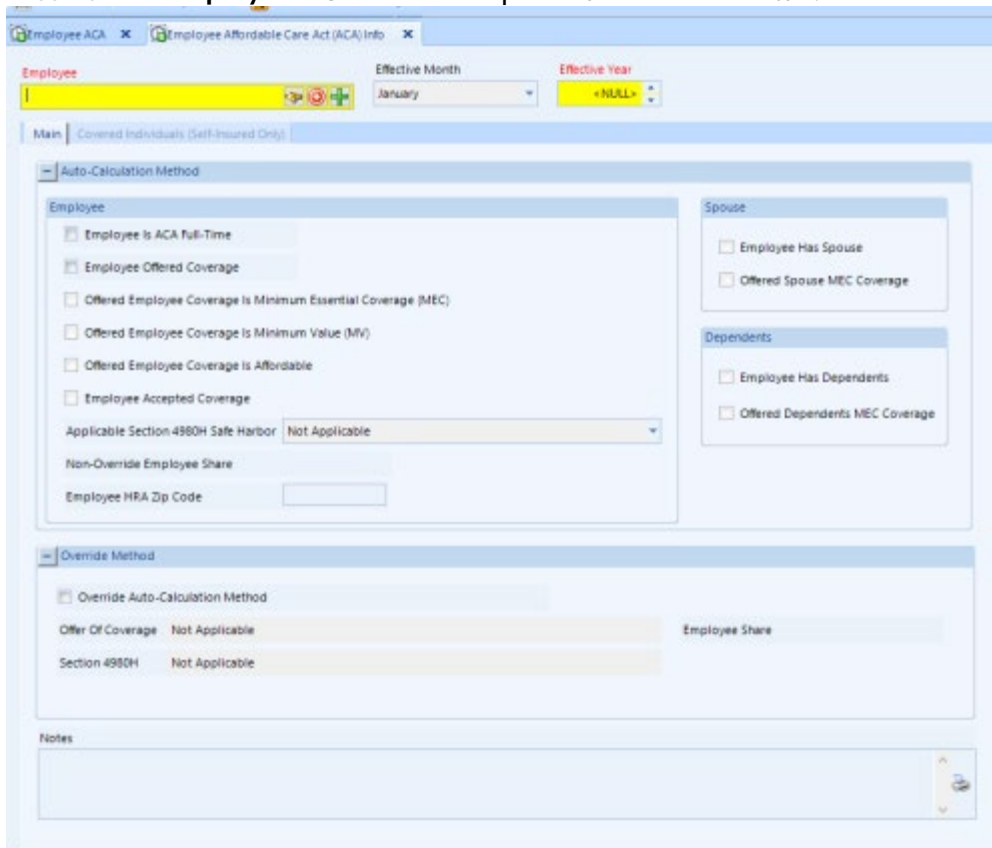 Employee ACA
Employee Affordable Care Act (ACA) Info
Employee
Effective Month
Effective Year
January
<NULL>
Main
Covered Individuals (Self-Insured Only)
Auto-Calculation Method
Employee
Employee Is ACA Full-Time
Employee Offered Coverage
Offered Employee Coverage Is Minimum Essential Coverage (MEC)
Offered Employee Coverage Is Minimum Value (MV)
Offered Employee Coverage Is Affordable
Employee Accepted Coverage
Applicable Section 4980H Safe Harbor Not Applicable
Non-Override Employee Share
Employee HRA Zip Code
Spouse
Employee Has Spouse
Offered Spouse MEC Coverage
Dependents
Employee Has Dependents
Offered Dependents MEC Coverage
Override Method
Override Auto-Calculation Method
Offer Of Coverage Not Applicable
Employee Share
Section 4980H Not Applicable
Notes